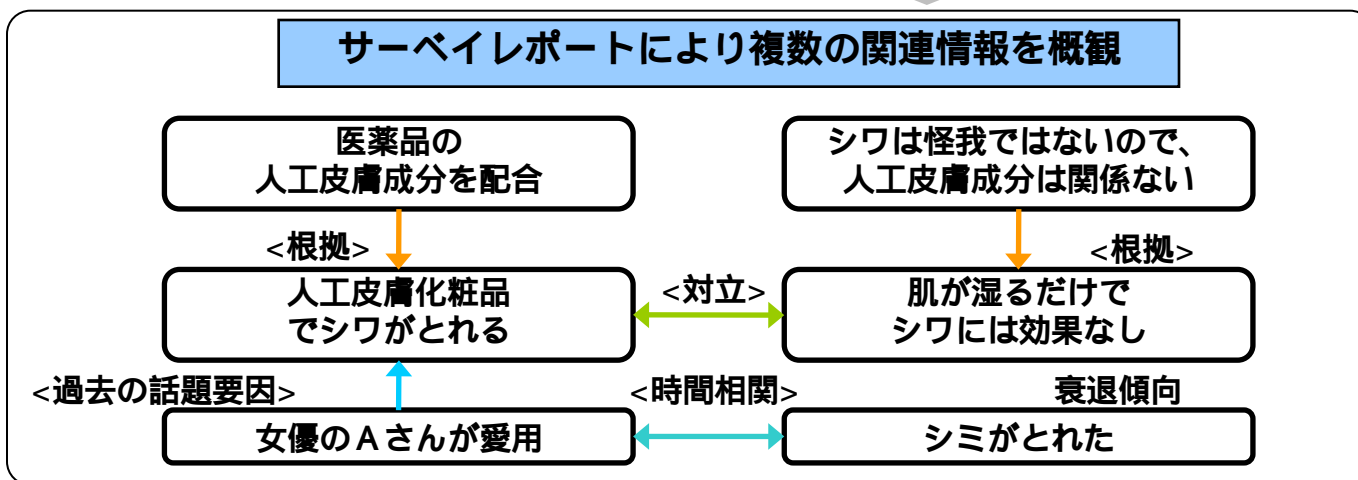 サーベイレポートにより複数の関連情報を概観
医薬品の
人工皮膚成分を配合
シワは怪我ではないので、
人工皮膚成分は関係ない
<根拠>
<根拠>
人工皮膚化粧品
でシワがとれる
<対立>
肌が湿るだけで
シワには効果なし
<過去の話題要因>
<時間相関>
衰退傾向
女優のAさんが愛用
シミがとれた